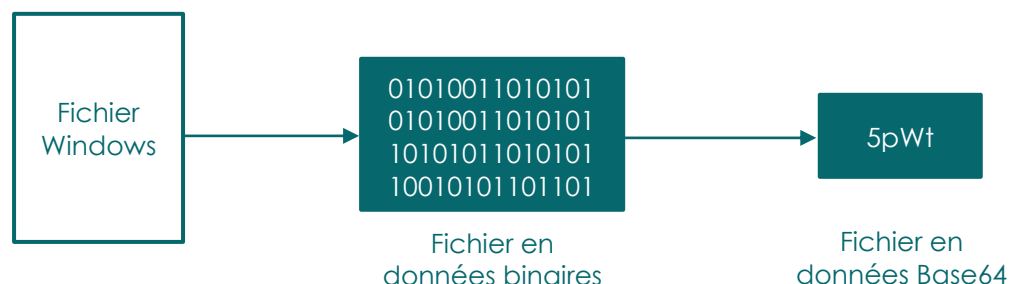 Fichier
Windows
01010011010101
01010011010101
10101011010101
10010101101101
5pWt
Fichier en
données binaires
Fichier en
données Base64